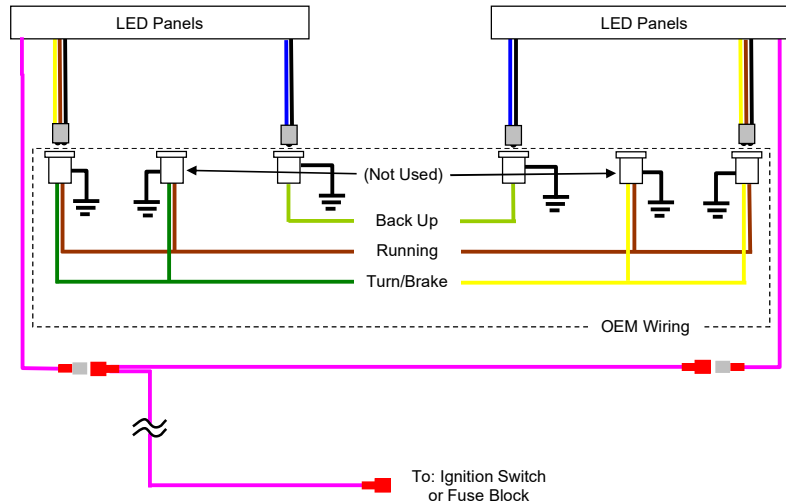 LED Panels
LED Panels
(Not Used)
Back Up
Running
Turn/Brake
OEM Wiring
To: Ignition Switch
or Fuse Block